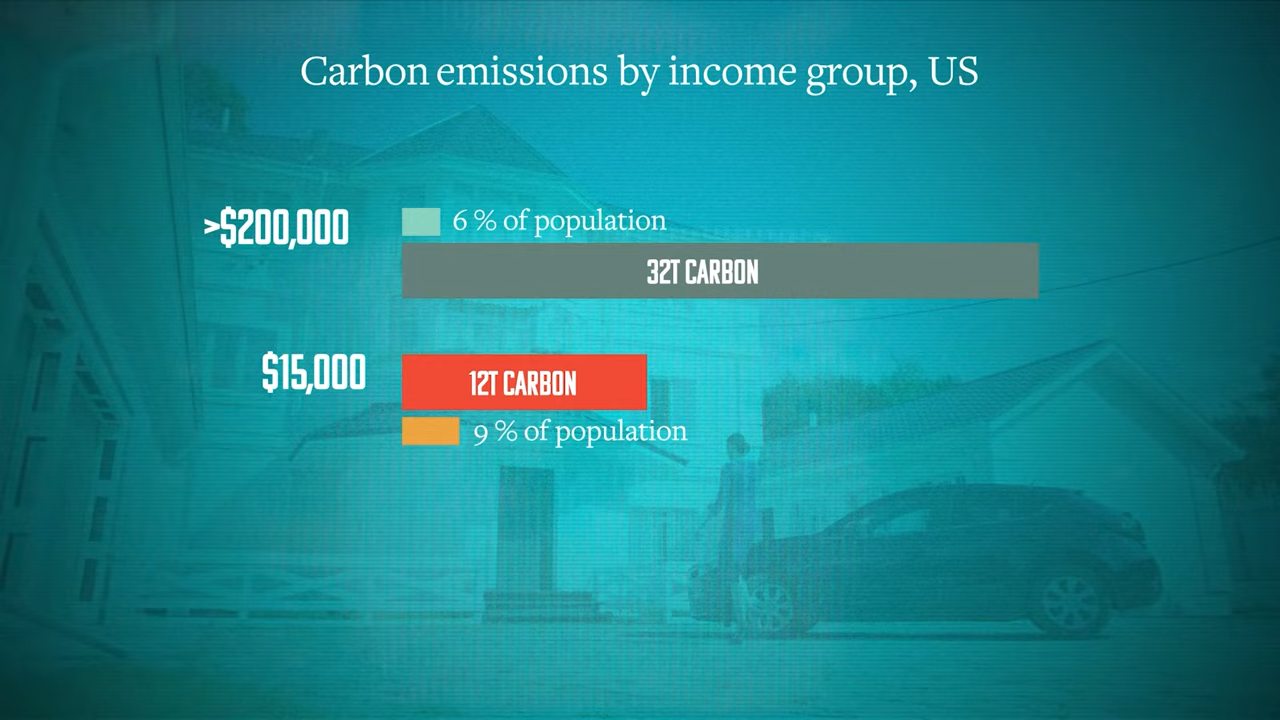 Carbon emissions by income group, US
>$200,000
6 % of population
32T CARBON
$15,000
12T CARBON
9 % of population